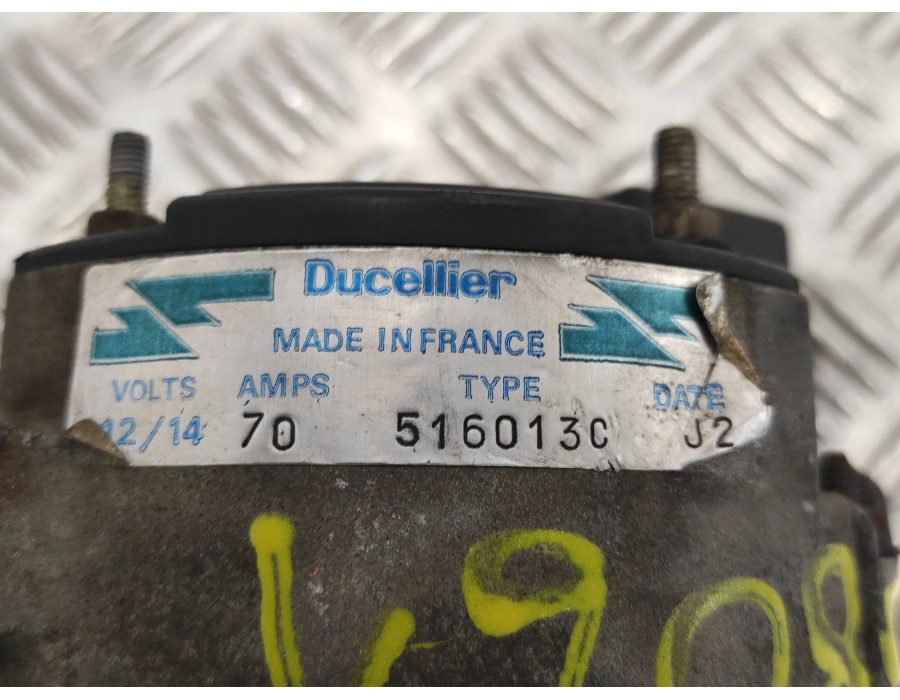 Ducellier
MADE IN FRANCE
VOLTS AMPS TYPE DATE
12/14 70 516013C J2